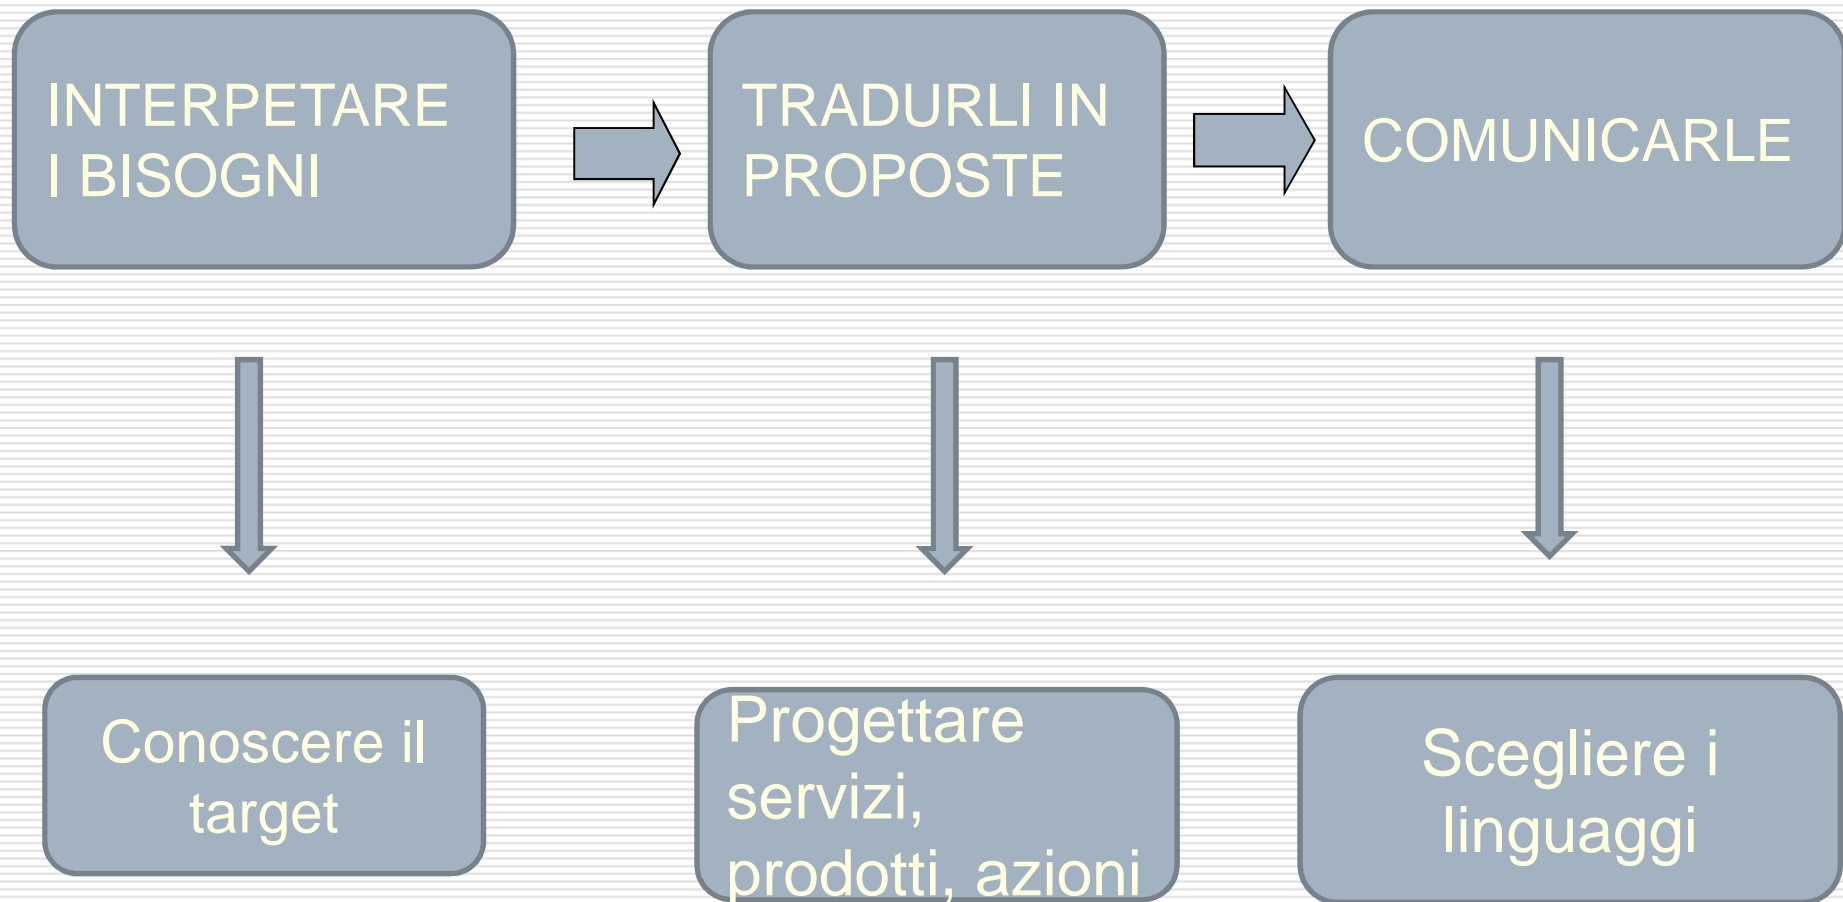 INTERPETARE
I BISOGNI
TRADURLI IN
PROPOSTE
COMUNICARLE
Conoscere il
target
Progettare
servizi,
prodotti, azioni
Scegliere i
linguaggi